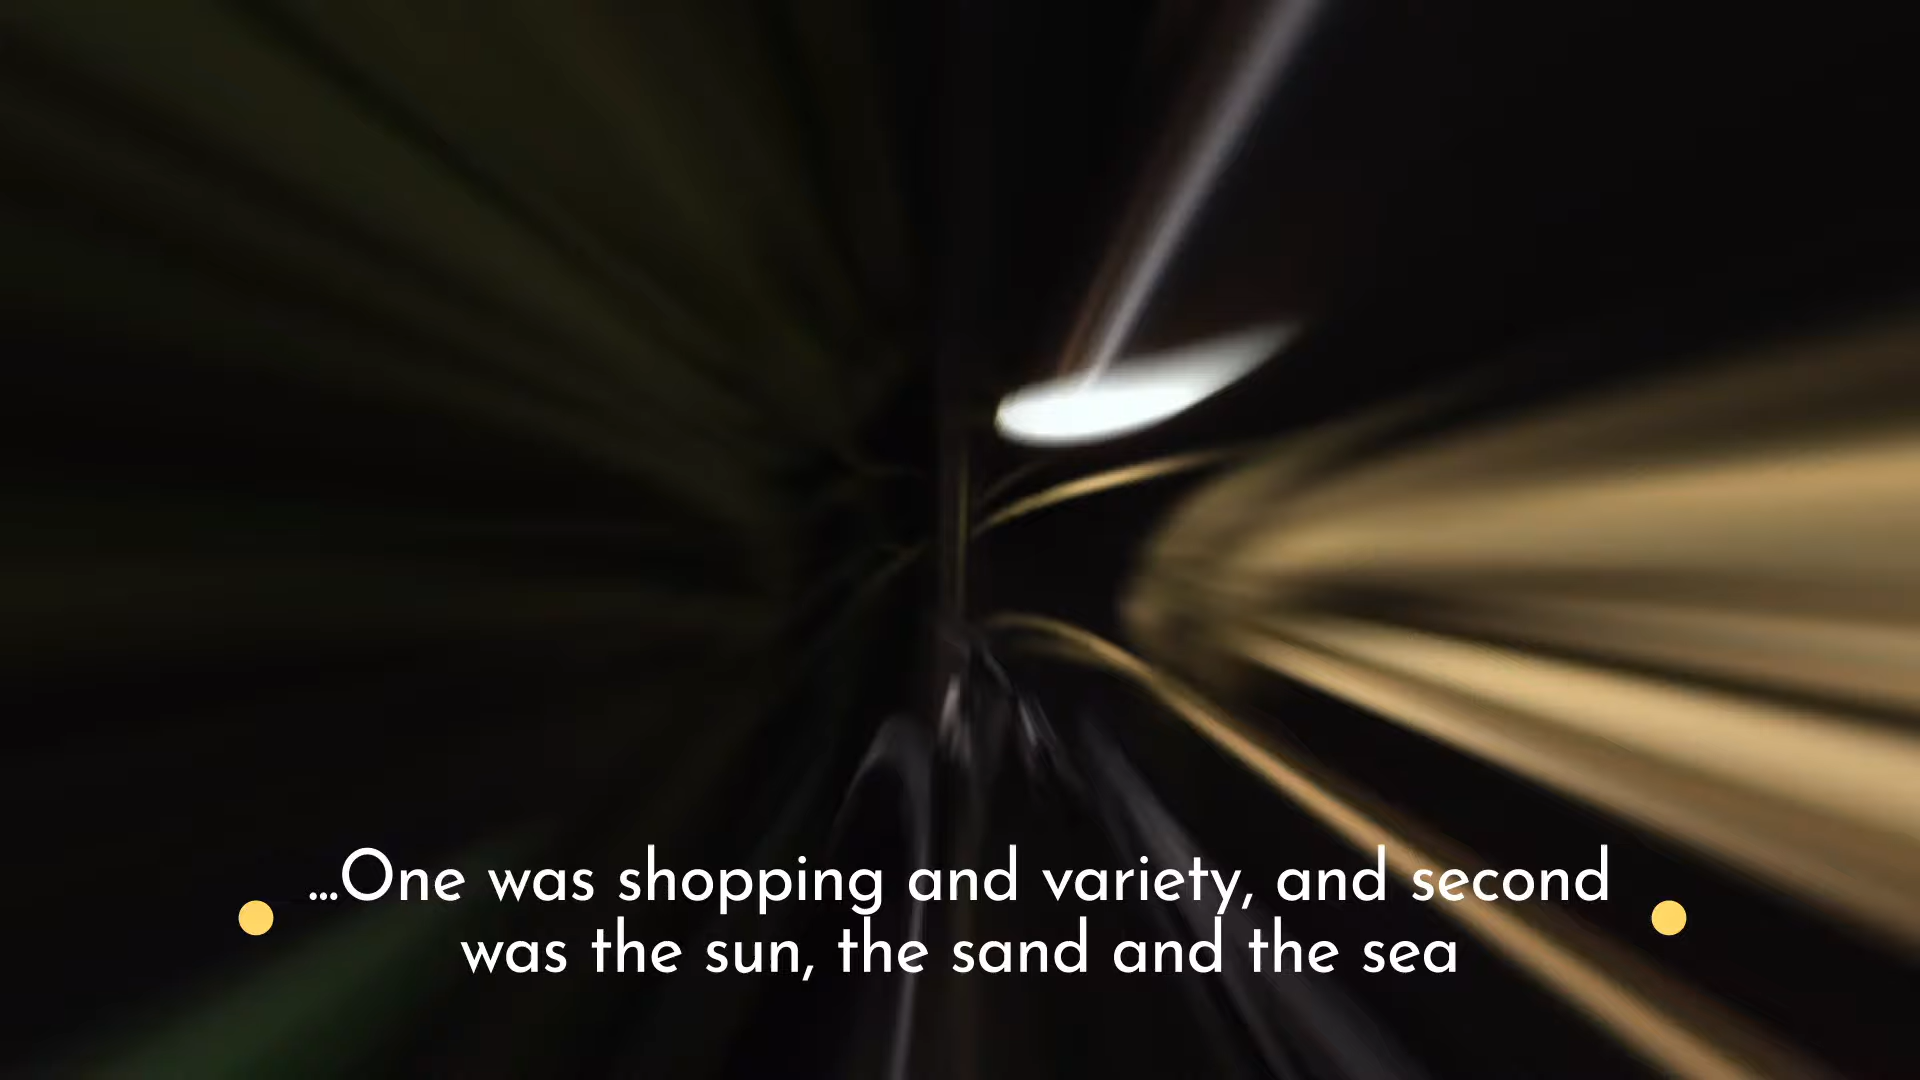 ...One was shopping and variety, and second
was the sun, the sand and the sea